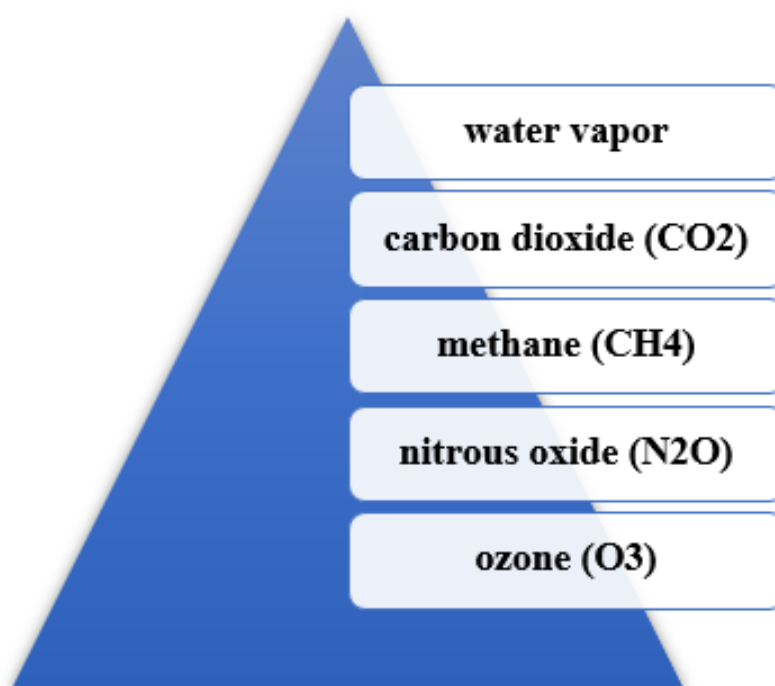 water vapor
carbon dioxide (CO2)
methane (CH4)
nitrous oxide (N2O)
ozone (O3)